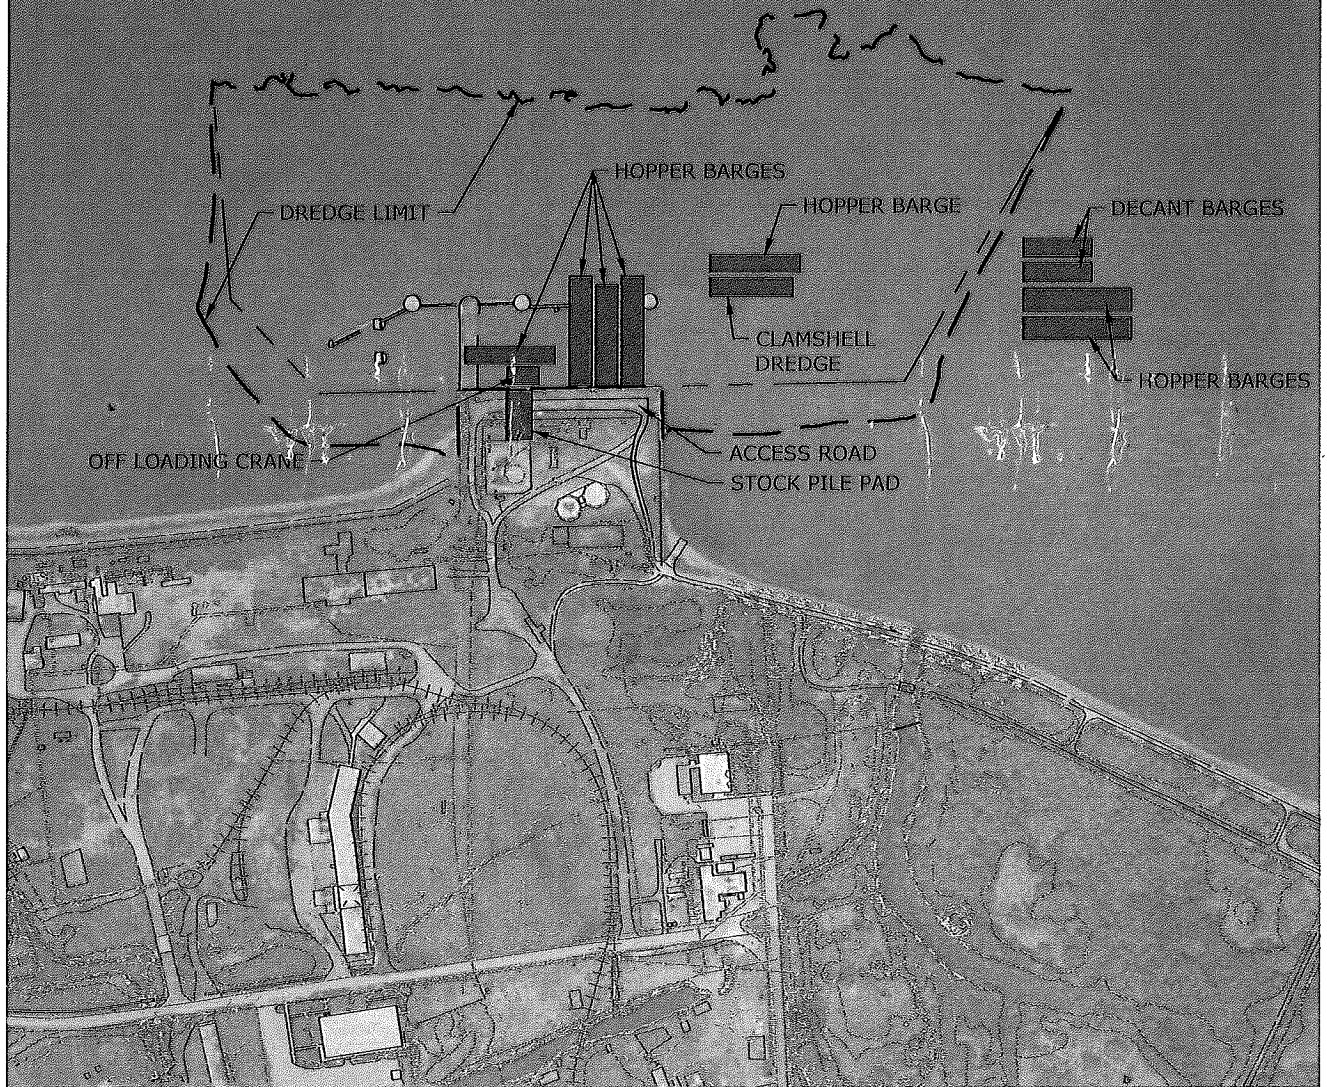 HOPPER BARGES
HOPPER BARGE
DECANT BARGES
DREDGE LIMIT
CLAMSHELL
DREDGE
HOPPER BARGES
ACCESS ROAD
OFF LOADING CRANE
STOCK PILE PAD